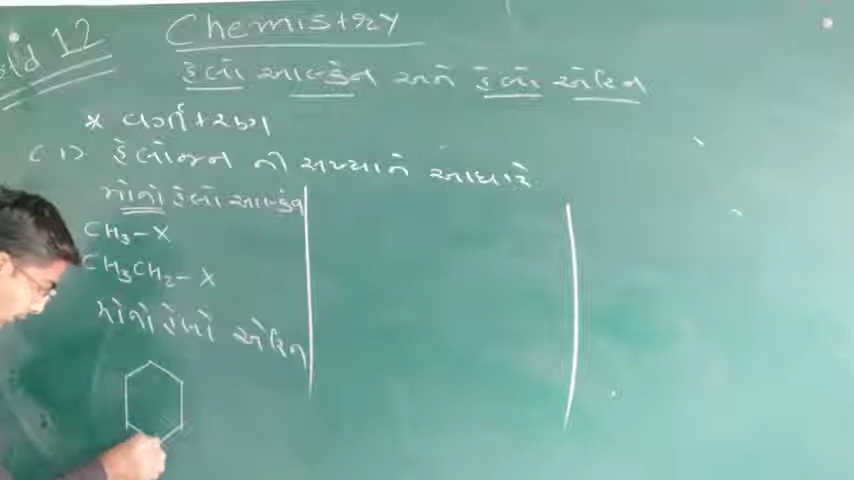 Std 12
Chemistry
હેલો આલ્કેન અને હેલો એરિન
* વર્ગીકરણ
(1) હેલોજન ની સંખ્યાને આધારે
મોનો હેલો આલ્કેન
CH₃-X
CH₃CH₂-X
મોનો હેલો એરિન